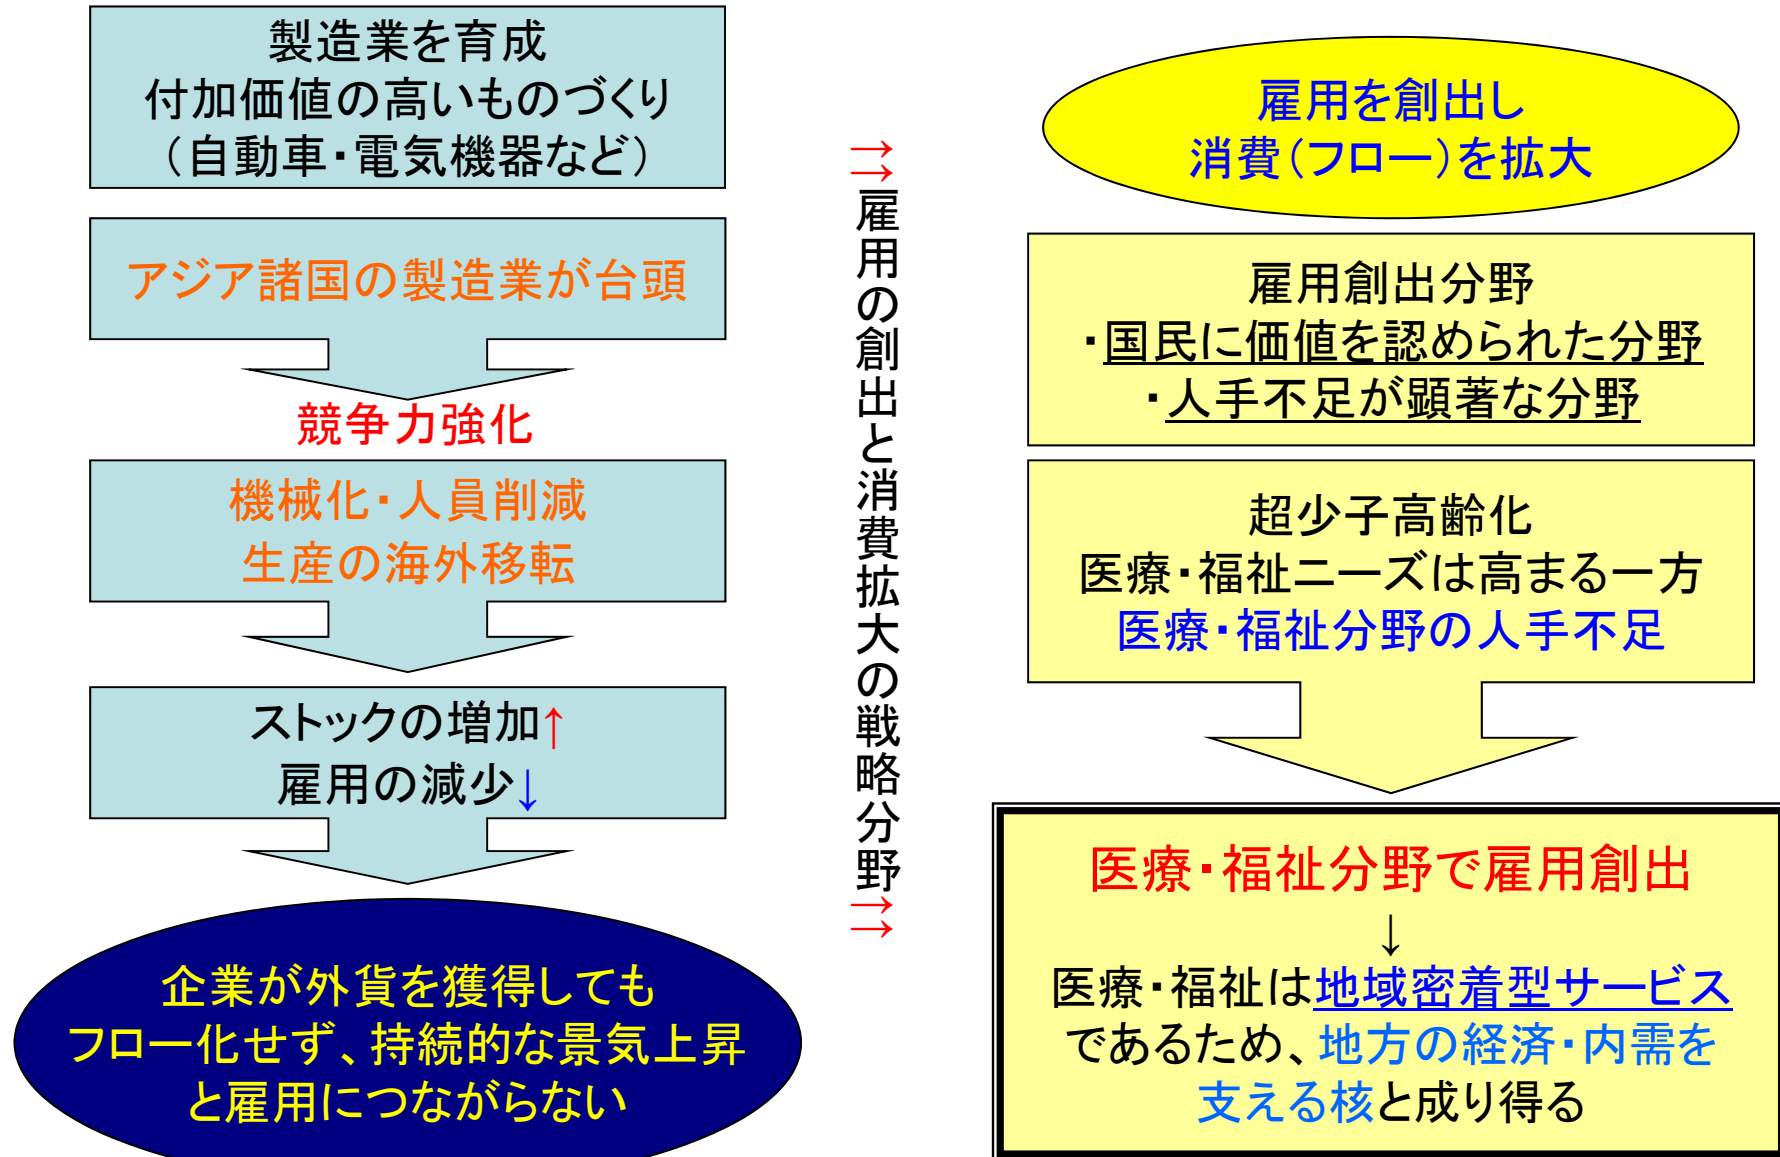 製造業を育成
付加価値の高いものづくり
（自動車・電気機器など）
アジア諸国の製造業が台頭
競争力強化
機械化・人員削減
生産の海外移転
ストックの増加↑
雇用の減少↓
企業が外貨を獲得しても
フロー化せず、持続的な景気上昇
と雇用につながらない
→→雇用の創出と消費拡大の戦略分野→→
雇用を創出し
消費（フロー）を拡大
雇用創出分野
・国民に価値を認められた分野
・人手不足が顕著な分野
超少子高齢化
医療・福祉ニーズは高まる一方
医療・福祉分野の人手不足
医療・福祉分野で雇用創出
↓
医療・福祉は地域密着型サービス
であるため、地方の経済・内需を
支える核と成り得る